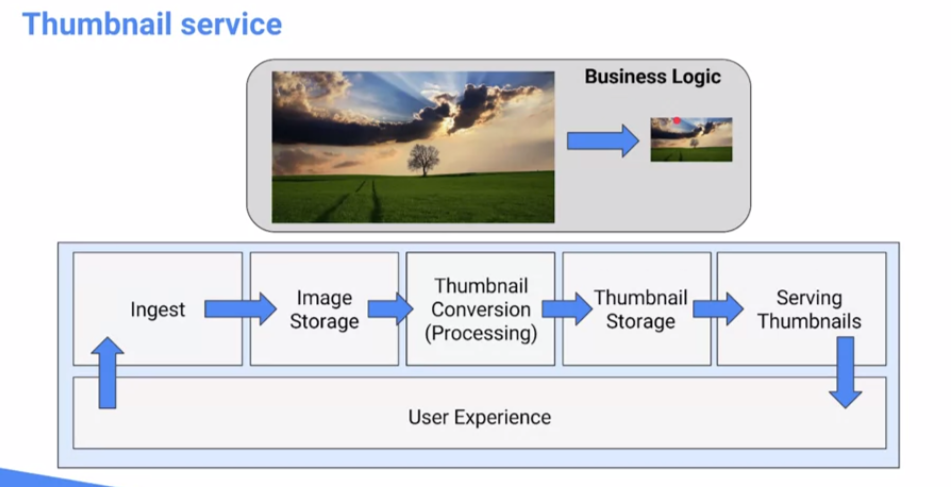 Thumbnail service
Business Logic
Ingest
Image
Storage
Thumbnail
Conversion
(Processing)
Thumbnail
Storage
Serving
Thumbnails
User Experience